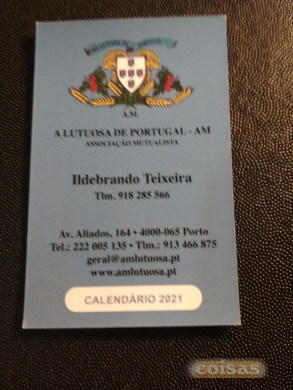 A.M.
A LUTUOSA DE PORTUGAL - AM
ASSOCIAÇÃO MUTUALISTA
Ildebrando Teixeira
Tlm. 918 285 566
Av. Aliados, 164 • 4000-065 Porto
Tel.: 222 005 135 • Tlm.: 913 466 875
geral@amlutuosa.pt
www.amlutuosa.pt
CALENDÁRIO 2021
coisas